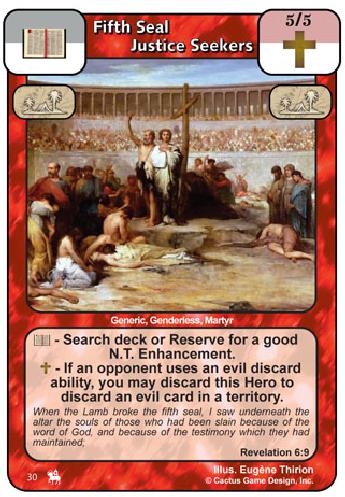 Fifth Seal
Justice Seekers
5/5
Generic, Genderless, Martyr
- Search deck or Reserve for a good
N.T. Enhancement.
- If an opponent uses an evil discard
ability, you may discard this Hero to
discard an evil card in a territory.
When the Lamb broke the fifth seal, I saw underneath the
altar the souls of those who had been slain because of the
word of God, and because of the testimony which they had
maintained;
Revelation 6:9
Illus. Eugène Thirion
30 © Cactus Game Design, Inc.